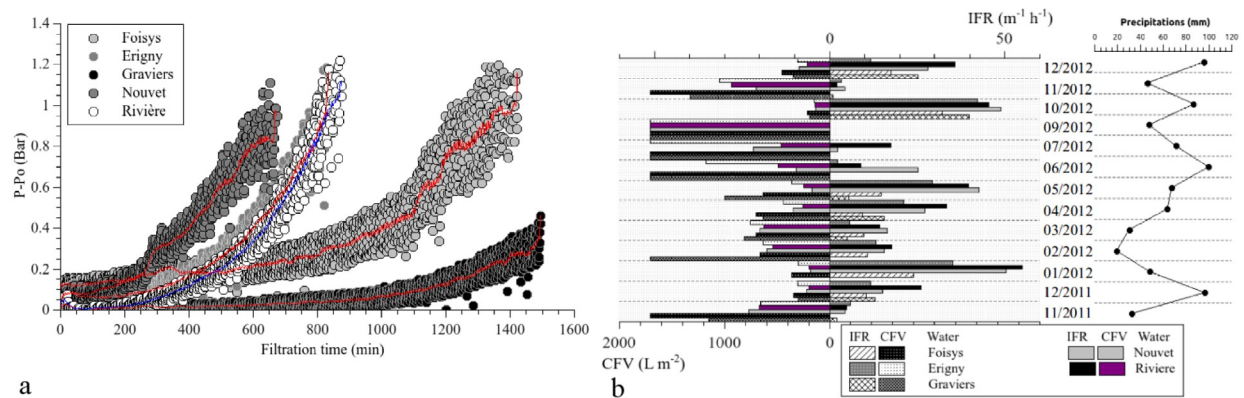 1.4
1.2
1
0.8
0.6
0.4
0.2
0
P-Po (Bar)
Foisys
Erigny
Graviers
Nouvet
Rivière
0 200 400 600 800 1000 1200 1400 1600
Filtration time (min)
a
IFR (m⁻¹ h⁻¹)
0 50
Precipitations (mm)
0 20 40 60 80 100 120
12/2012
11/2012
10/2012
09/2012
07/2012
06/2012
05/2012
04/2012
03/2012
02/2012
01/2012
12/2011
11/2011
2000 1000 0
CFV (L m⁻²)
IFR CFV Water
Foisys
Erigny
Graviers
IFR CFV Water
Nouvet
Riviere
b